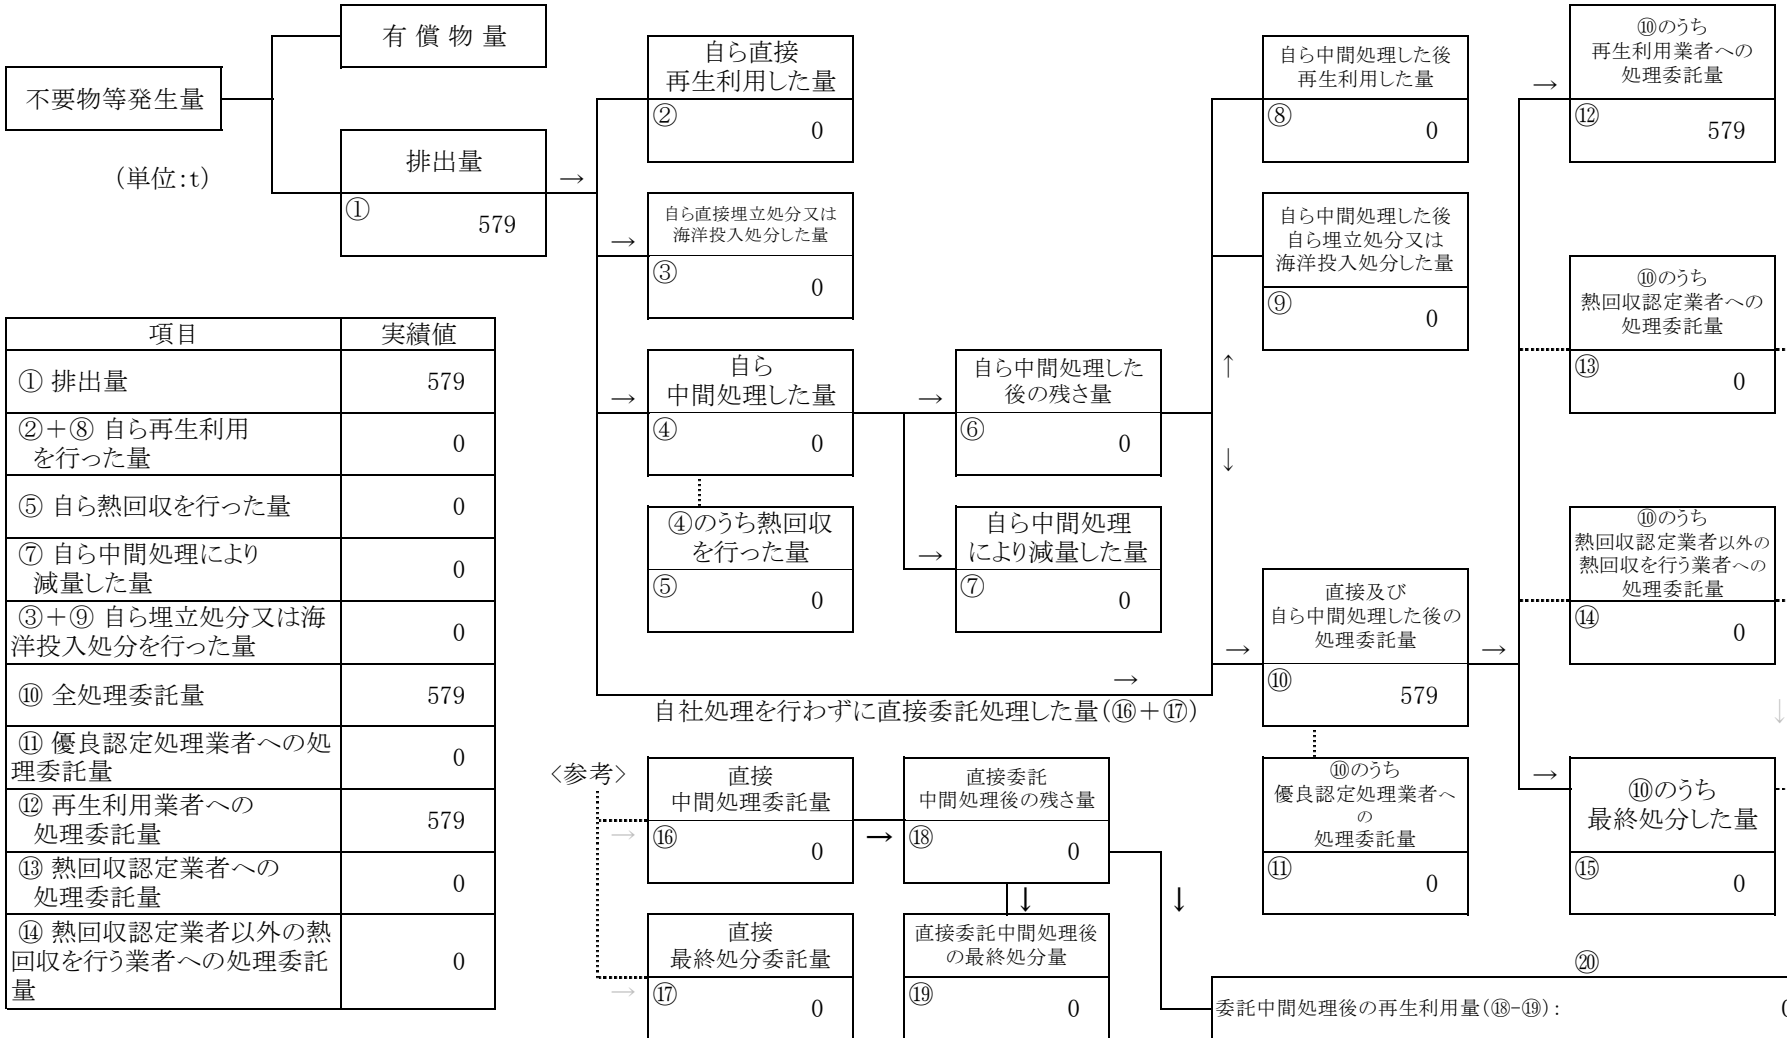 不要物等発生量
(単位:t)
有 償 物 量
排出量
①
579
→
自ら直接
再生利用した量
②
0
→
自ら直接埋立処分又は
海洋投入処分した量
③
0
→
自ら
中間処理した量
④
0
④のうち熱回収
を行った量
⑤
0
→
自ら中間処理した
後の残さ量
⑥
0
→
自ら中間処理
により減量した量
⑦
0
→
自社処理を行わずに直接委託処理した量(⑯+⑰)
↑
↓
自ら中間処理した後
再生利用した量
⑧
0
自ら中間処理した後
自ら埋立処分又は
海洋投入処分した量
⑨
0
→
直接及び
自ら中間処理した後の
処理委託量
⑩
579
→
⑩のうち
優良認定処理業者へ
の
処理委託量
⑪
0
→
⑩のうち
再生利用業者への
処理委託量
⑫
579
⑩のうち
熱回収認定業者への
処理委託量
⑬
0
⑩のうち
熱回収認定業者以外の
熱回収を行う業者への
処理委託量
⑭
0
↓
→
⑩のうち
最終処分した量
⑮
0
項目 実績値
① 排出量 579
②+⑧ 自ら再生利用
を行った量 0
⑤ 自ら熱回収を行った量 0
⑦ 自ら中間処理により
減量した量 0
③+⑨ 自ら埋立処分又は海
洋投入処分を行った量 0
⑩ 全処理委託量 579
⑪ 優良認定処理業者への処
理委託量 0
⑫ 再生利用業者への
処理委託量 579
⑬ 熱回収認定業者への
処理委託量 0
⑭ 熱回収認定業者以外の熱
回収を行う業者への処理委託
量 0
<参考>
→
直接
中間処理委託量
⑯
0
→
直接委託
中間処理後の残さ量
⑱
0
↓
↓
→
直接
最終処分委託量
⑰
0
直接委託中間処理後
の最終処分量
⑲
0
⑳
委託中間処理後の再生利用量(⑱-⑲): 0